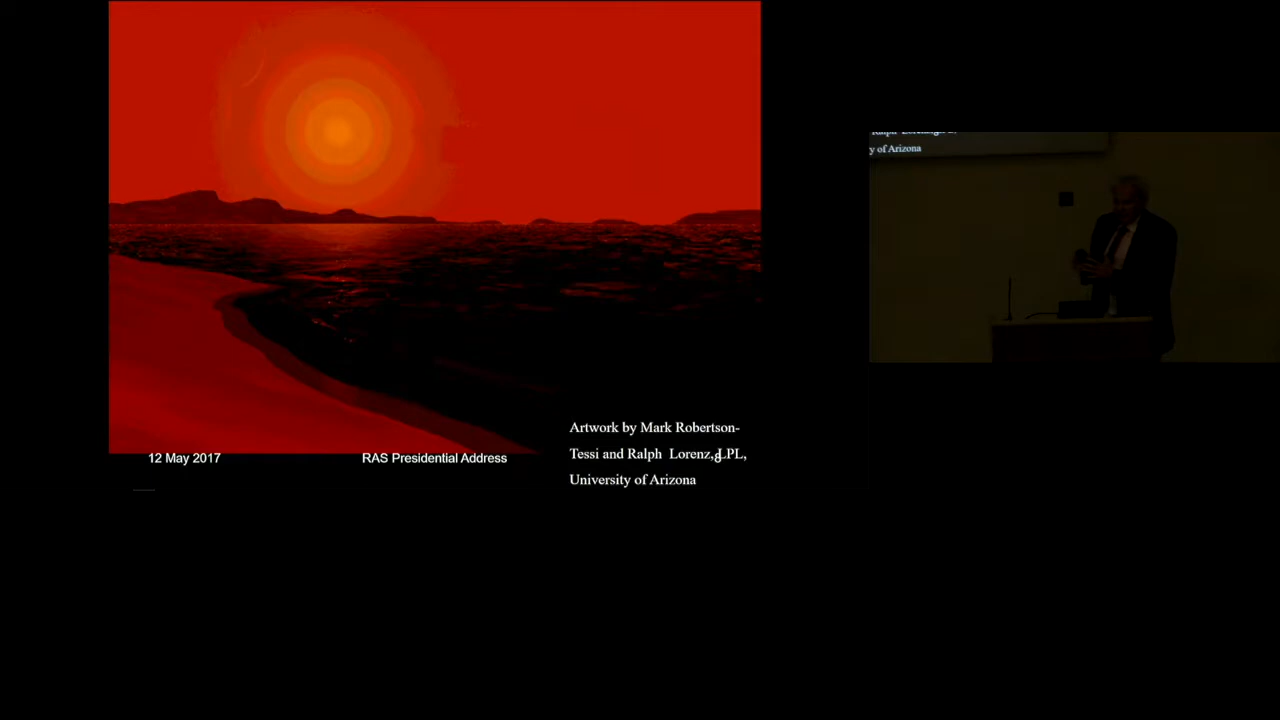 12 May 2017
RAS Presidential Address
Artwork by Mark Robertson-
Tessi and Ralph Lorenz, LPL,
University of Arizona
y of Arizona